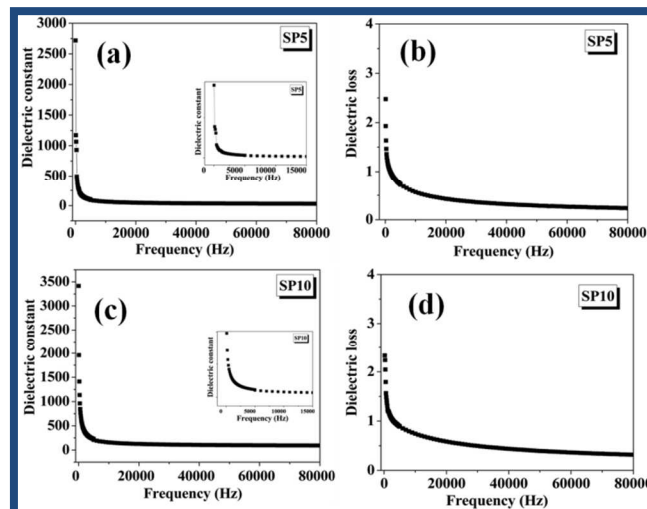 (a)
SP5
Dielectric constant
3000
2500
2000
1500
1000
500
0
0 20000 40000 60000 80000
Frequency (Hz)
SP5
Dielectric constant
0 5000 10000 15000
Frequency (Hz)
(b)
SP5
Dielectric loss
4
3
2
1
0
0 20000 40000 60000 80000
Frequency (Hz)
(c)
SP10
Dielectric constant
3500
3000
2500
2000
1500
1000
500
0
0 20000 40000 60000 80000
Frequency (Hz)
SP10
Dielectric constant
0 5000 10000 15000
Frequency (Hz)
(d)
SP10
Dielectric loss
4
3
2
1
0
0 20000 40000 60000 80000
Frequency (Hz)